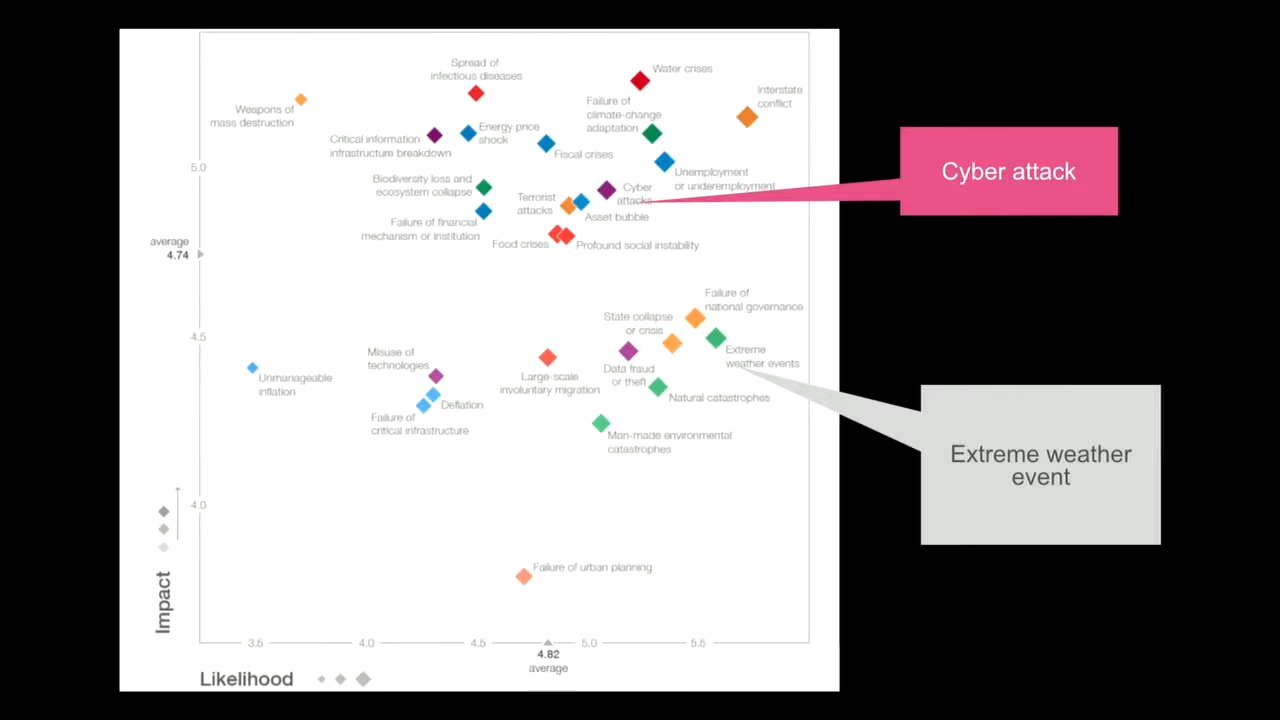 Spread of
infectious diseases
Water crises
Interstate
conflict
Weapons of
mass destruction
Failure of
climate-change
adaptation
Critical information
infrastructure breakdown
Energy price
shock
Fiscal crises
Unemployment
or underemployment
5.0
Biodiversity loss and
ecosystem collapse
Cyber
attacks
Terrorist
attacks
Asset bubble
Failure of financial
mechanism or institution
Food crises
Profound social instability
average
4.74
Cyber attack
Failure of
national governance
State collapse
or crisis
4.5
Extreme
weather events
Misuse of
technologies
Data fraud
or theft
Unmanageable
inflation
Large-scale
involuntary migration
Natural catastrophes
Deflation
Failure of
critical infrastructure
Man-made environmental
catastrophes
Extreme weather
event
4.0
Failure of urban planning
Impact
3.5
4.0
4.5
5.0
5.5
4.82
average
Likelihood